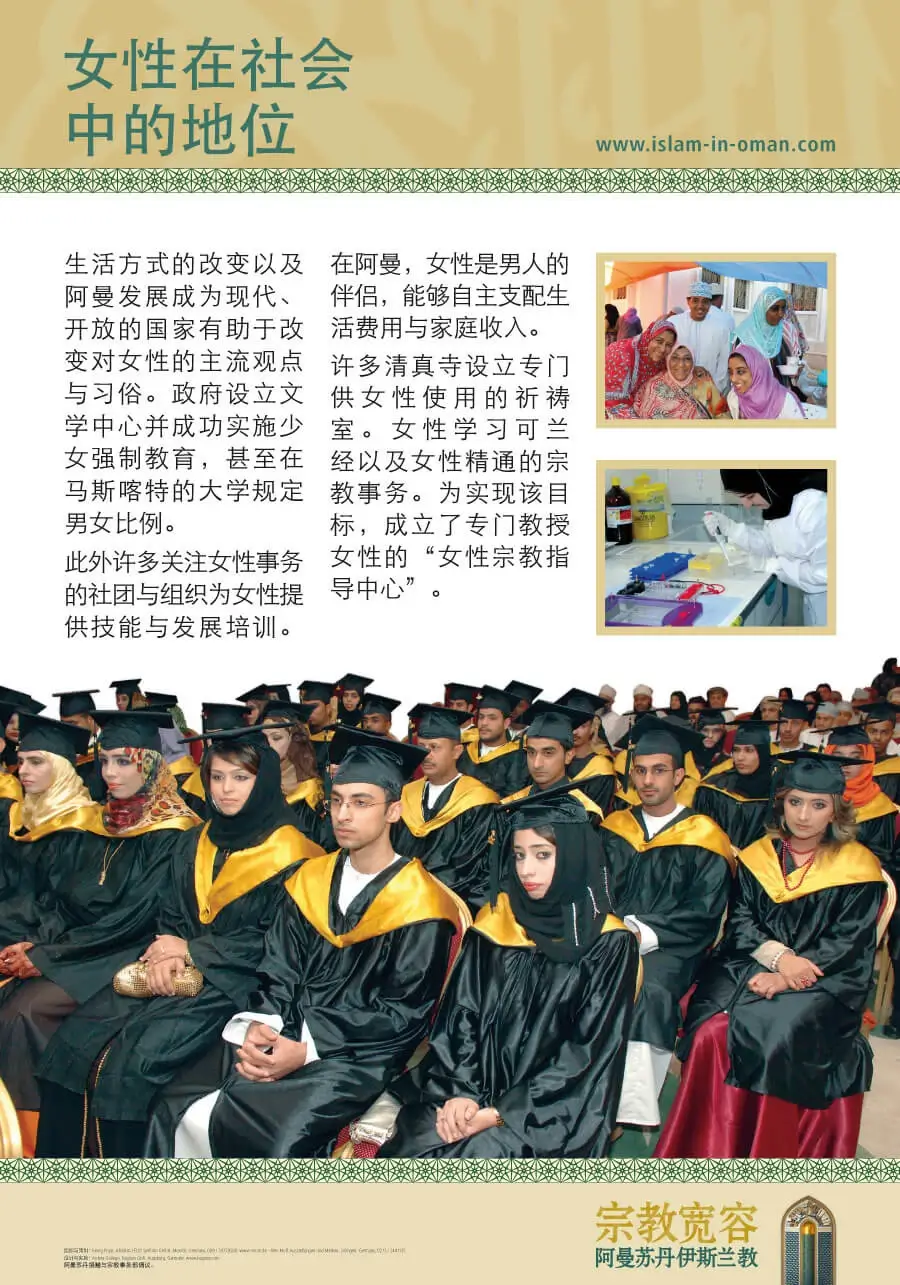 女性在社会
中的地位
www.islam-in-oman.com
生活方式的改变以及
阿曼发展成为现代、
开放的国家有助于改
变对女性的主流观点
与习俗。政府设立文
学中心并成功实施少
女强制教育，甚至在
马斯喀特的大学规定
男女比例。
此外许多关注女性事务
的社团与组织为女性提
供技能与发展培训。
在阿曼，女性是男人的
伴侣，能够自主支配生
活费用与家庭收入。
许多清真寺设立专门
供女性使用的祈祷
室。女性学习可兰
经以及女性精通的宗
教事务。为实现该目
标，成立了专门教授
女性的“女性宗教指
导中心”。
宗教宽容
阿曼苏丹伊斯兰教